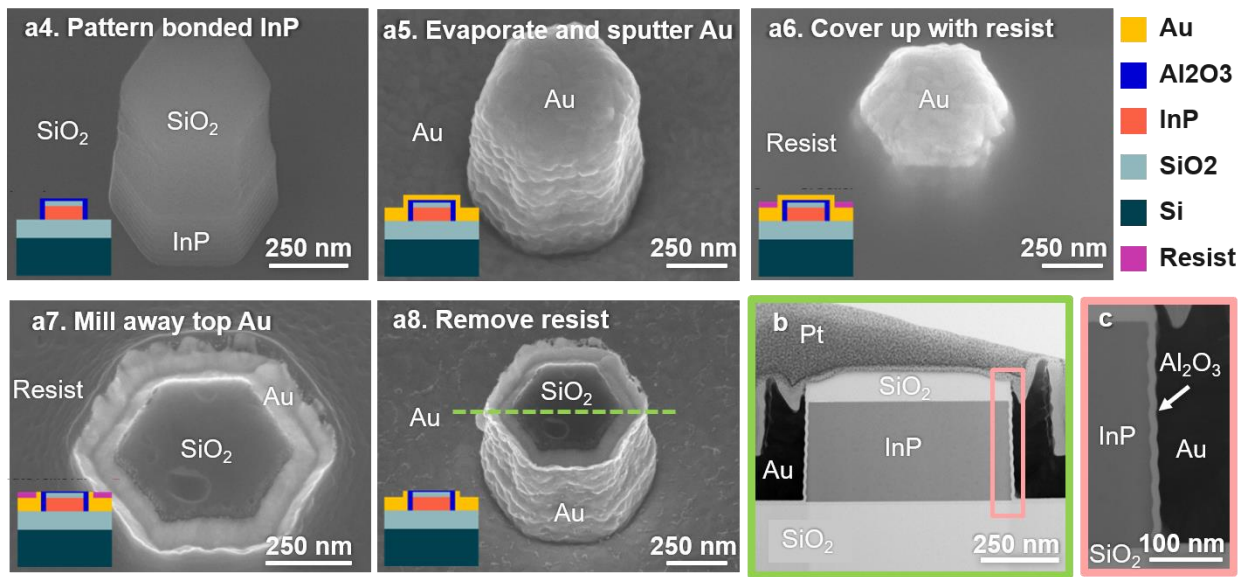 a4. Pattern bonded InP
SiO₂
SiO₂
InP
250 nm
a5. Evaporate and sputter Au
Au
Au
250 nm
a6. Cover up with resist
Au
Resist
250 nm
Au
Al2O3
InP
SiO2
Si
Resist
a7. Mill away top Au
Resist
Au
SiO₂
250 nm
a8. Remove resist
SiO₂
Au
Au
250 nm
b
Pt
SiO₂
InP
Au
SiO₂
250 nm
c
Al₂O₃
InP
Au
SiO₂
100 nm